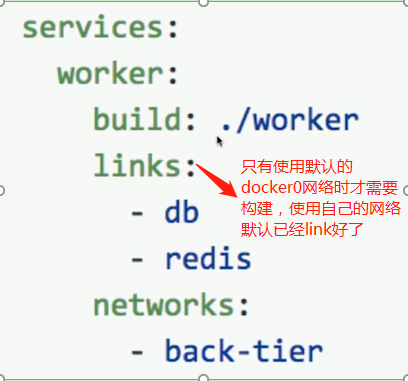 services:
worker:
build: ./worker
links:
- db
- redis
networks:
- back-tier
只有使用默认的
docker0网络时才需要
构建，使用自己的网络
默认已经link好了